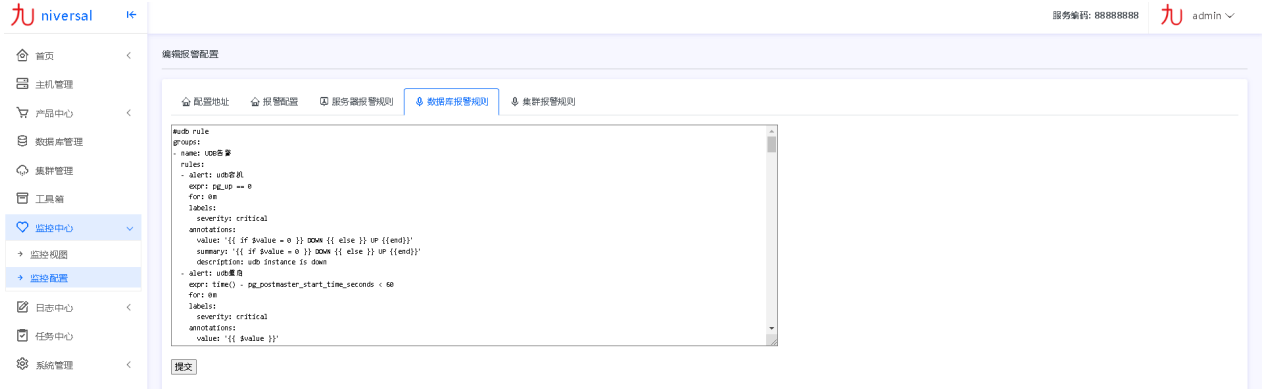 九 niversal
服务编码: 88888888
九 admin
首页
主机管理
产品中心
数据库管理
集群管理
工具箱
监控中心
监控视图
监控配置
日志中心
任务中心
系统管理
编辑报警配置
配置地址 报警配置 服务器报警规则 数据库报警规则 集群报警规则
#udb rule
groups:
- name: UDB告警
rules:
- alert: udb宕机
expr: pg_up == 0
for: 0m
labels:
severity: critical
annotations:
value: '{{ if $value = 0 }} DOWN {{ else }} UP {{end}}'
summary: '{{ if $value = 0 }} DOWN {{ else }} UP {{end}}'
description: udb instance is down
- alert: udb重启
expr: time() - pg_postmaster_start_time_seconds < 60
for: 0m
labels:
severity: critical
annotations:
value: '{{ $value }}'
提交